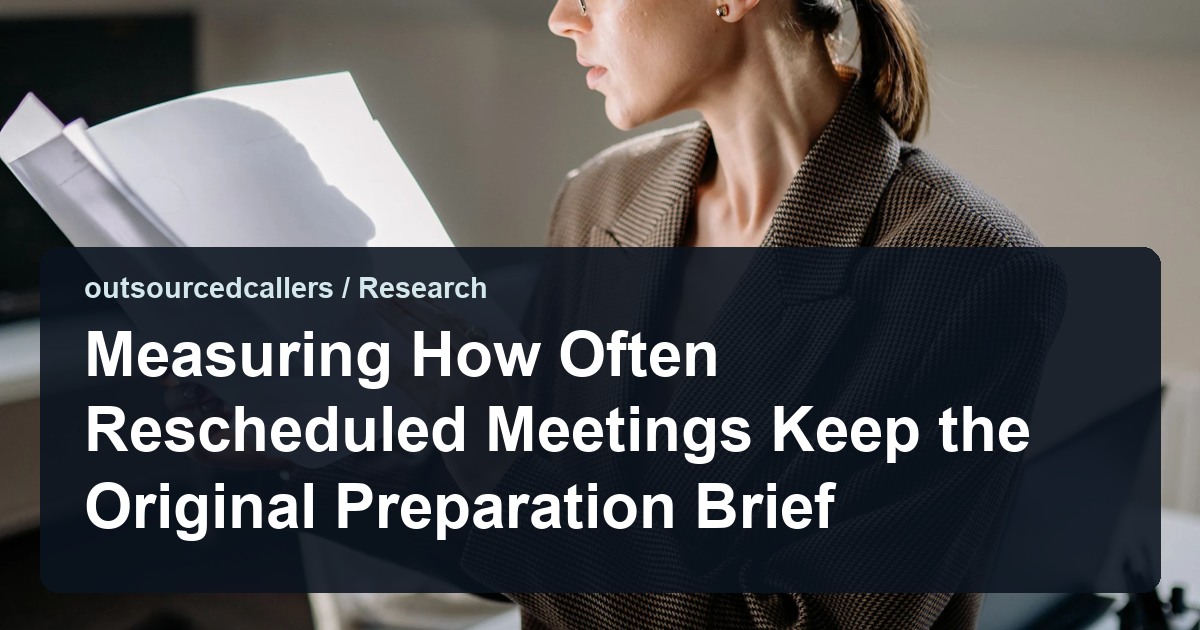 outsourcedcallers / Research
Measuring How Often
Rescheduled Meetings Keep the
Original Preparation Brief